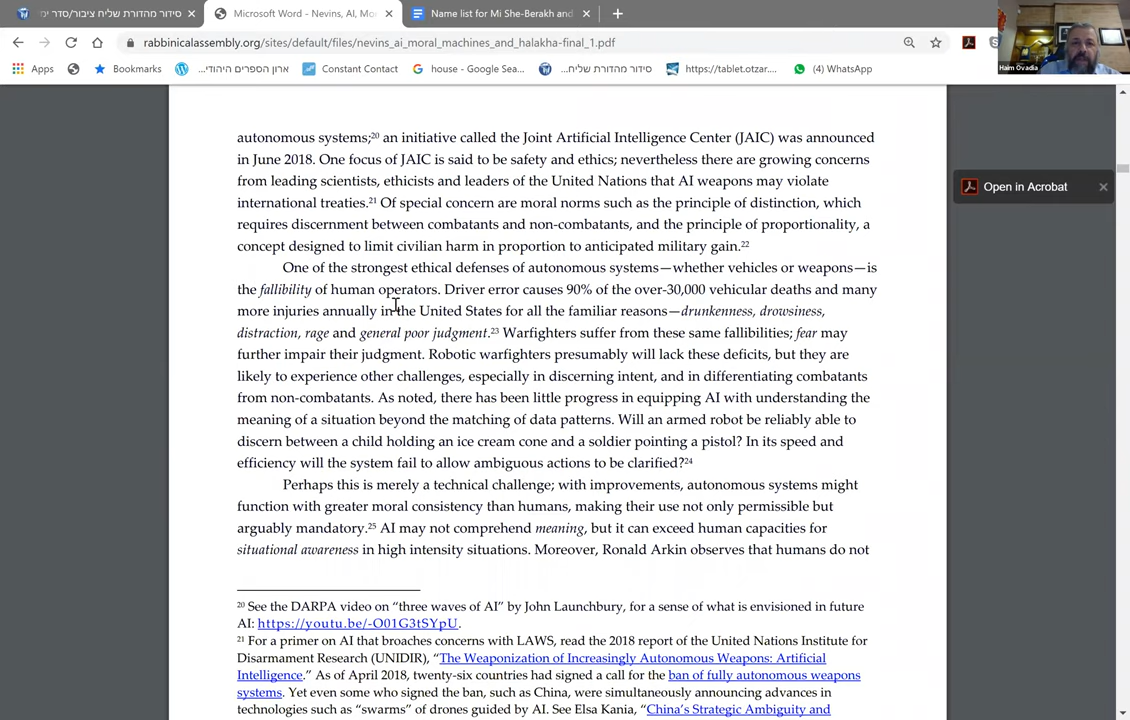 סידור מהדורת שליח ציבור/סדר ימי
Microsoft Word - Nevins, AI, Mo
Name list for Mi She-Berakh and
rabbinicalassembly.org/sites/default/files/nevins_ai_moral_machines_and_halakha-final_1.pdf
Apps
Bookmarks
ארון הספרים היהודי...
Constant Contact
house - Google Sea...
סידור מהדורת שליח...
https://tablet.otzar....
(4) WhatsApp
Haim Ovadia
Open in Acrobat
autonomous systems;20 an initiative called the Joint Artificial Intelligence Center (JAIC) was announced
in June 2018. One focus of JAIC is said to be safety and ethics; nevertheless there are growing concerns
from leading scientists, ethicists and leaders of the United Nations that AI weapons may violate
international treaties.21 Of special concern are moral norms such as the principle of distinction, which
requires discernment between combatants and non-combatants, and the principle of proportionality, a
concept designed to limit civilian harm in proportion to anticipated military gain.22
One of the strongest ethical defenses of autonomous systems—whether vehicles or weapons—is
the fallibility of human operators. Driver error causes 90% of the over-30,000 vehicular deaths and many
more injuries annually in the United States for all the familiar reasons—drunkenness, drowsiness,
distraction, rage and general poor judgment.23 Warfighters suffer from these same fallibilities; fear may
further impair their judgment. Robotic warfighters presumably will lack these deficits, but they are
likely to experience other challenges, especially in discerning intent, and in differentiating combatants
from non-combatants. As noted, there has been little progress in equipping AI with understanding the
meaning of a situation beyond the matching of data patterns. Will an armed robot be reliably able to
discern between a child holding an ice cream cone and a soldier pointing a pistol? In its speed and
efficiency will the system fail to allow ambiguous actions to be clarified?24
Perhaps this is merely a technical challenge; with improvements, autonomous systems might
function with greater moral consistency than humans, making their use not only permissible but
arguably mandatory.25 AI may not comprehend meaning, but it can exceed human capacities for
situational awareness in high intensity situations. Moreover, Ronald Arkin observes that humans do not
20 See the DARPA video on “three waves of AI” by John Launchbury, for a sense of what is envisioned in future
AI: https://youtu.be/-O01G3tSYpU.
21 For a primer on AI that broaches concerns with LAWS, read the 2018 report of the United Nations Institute for
Disarmament Research (UNIDIR), “The Weaponization of Increasingly Autonomous Weapons: Artificial
Intelligence.” As of April 2018, twenty-six countries had signed a call for the ban of fully autonomous weapons
systems. Yet even some who signed the ban, such as China, were simultaneously announcing advances in
technologies such as “swarms” of drones guided by AI. See Elsa Kania, “China’s Strategic Ambiguity and